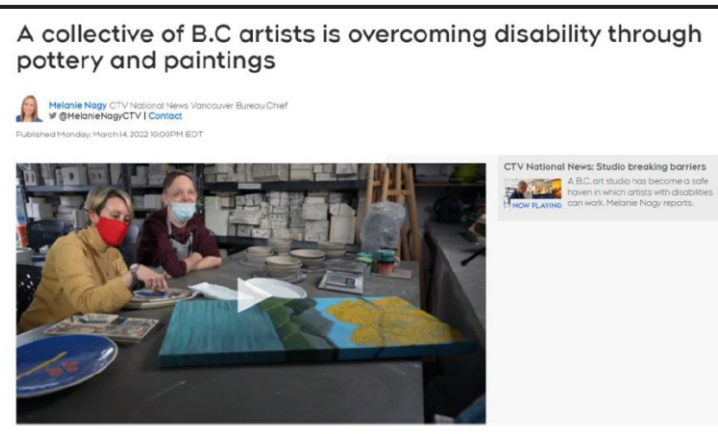 A collective of B.C artists is overcoming disability through
pottery and paintings
Melanie Nagy CTV National News Vancouver Bureau Chief
@MelanieNagyCTV | Contact
Published Monday, March 14, 2022 10:00PM EDT
CTV National News: Studio breaking barriers
A B.C. art studio has become a safe
haven in which artists with disabilities
can work. Melanie Nagy reports.
NOW PLAYING